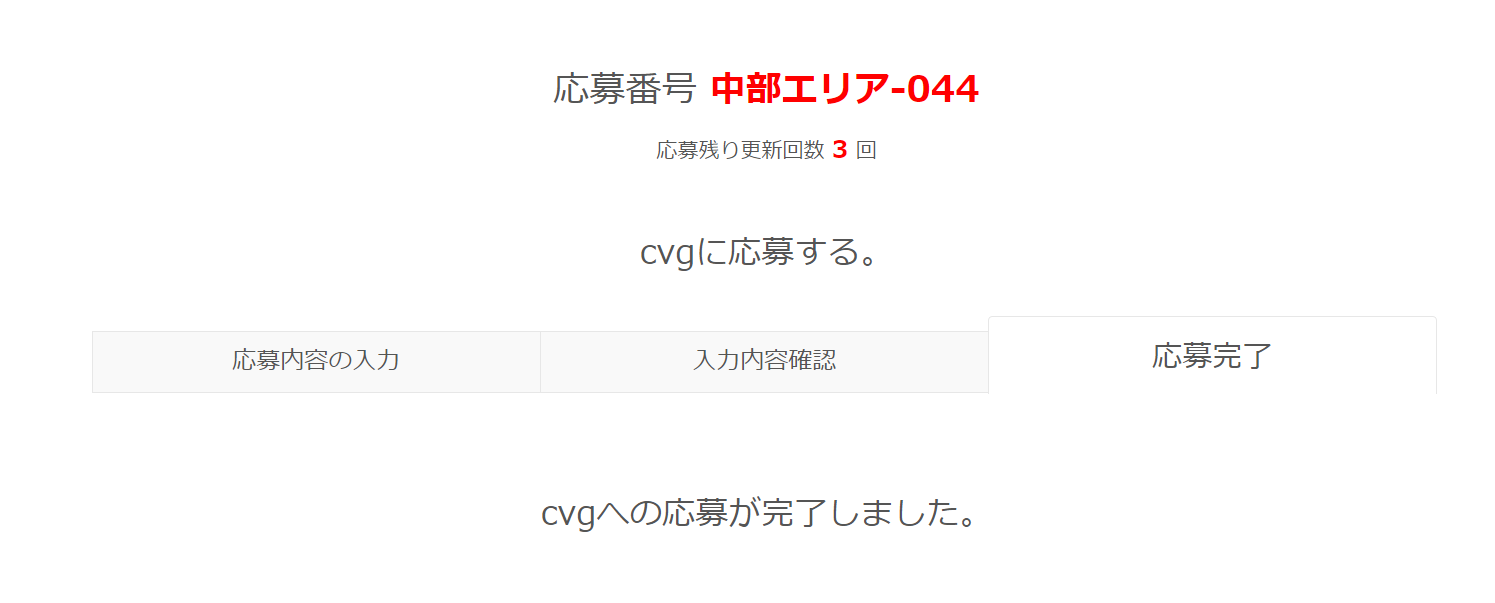 応募番号 中部エリア-044
応募残り更新回数 3 回
cvgに応募する。
応募内容の入力
入力内容確認
応募完了
cvgへの応募が完了しました。